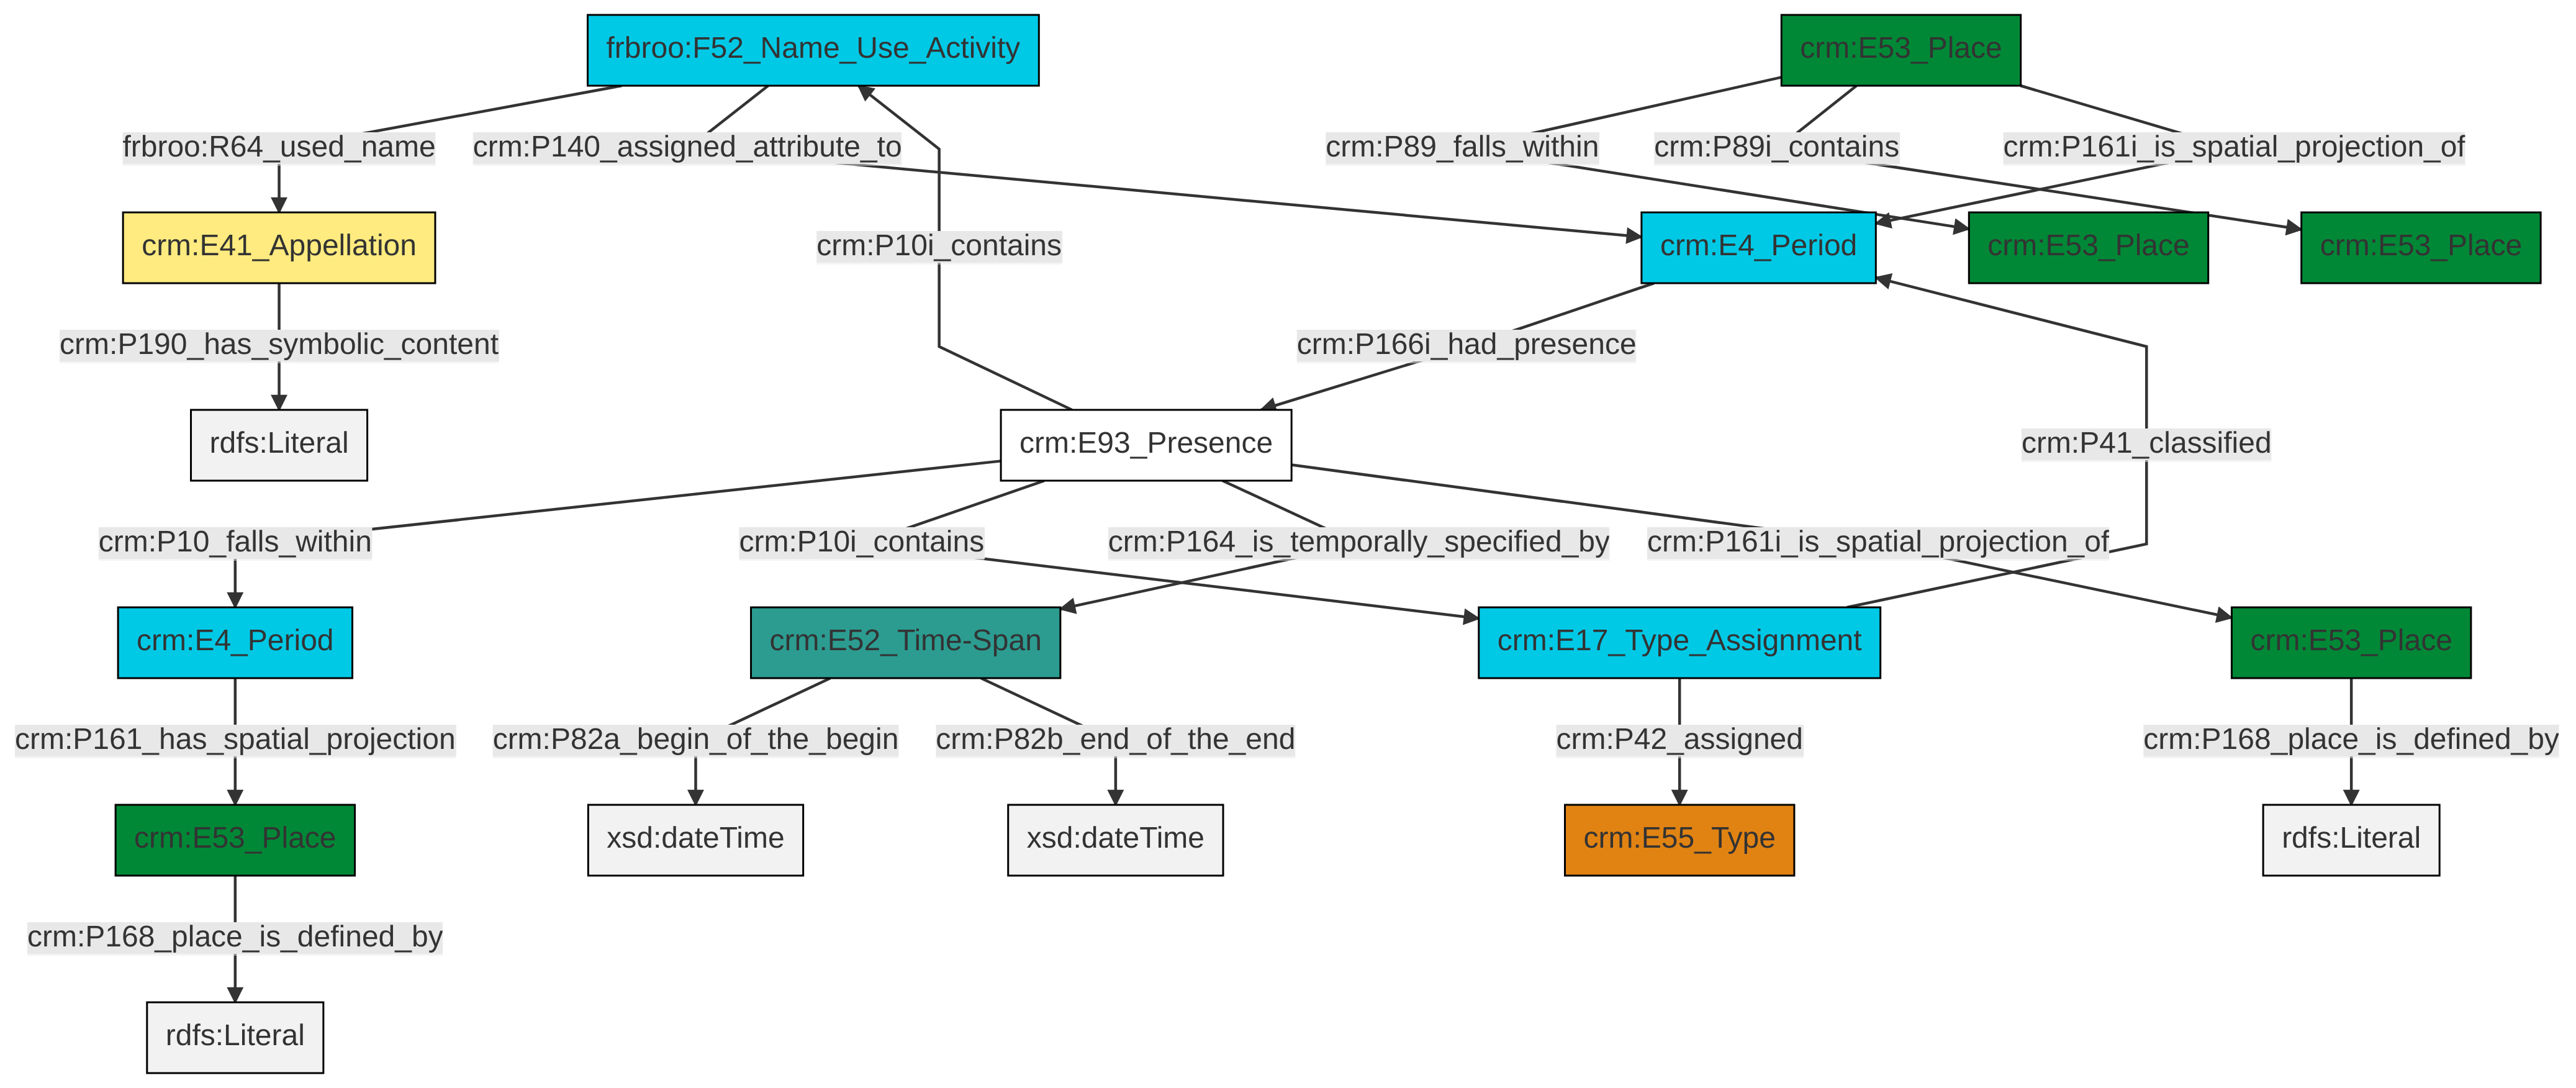 frbroo:F52_Name_Use_Activity
crm:E53_Place
frbroo:R64_used_name
crm:P140_assigned_attribute_to
crm:P89_falls_within
crm:P89i_contains
crm:P161i_is_spatial_projection_of
crm:E41_Appellation
crm:P10i_contains
crm:E4_Period
crm:E53_Place
crm:E53_Place
crm:P190_has_symbolic_content
crm:P166i_had_presence
rdfs:Literal
crm:E93_Presence
crm:P41_classified
crm:P10_falls_within
crm:P10i_contains
crm:P164_is_temporally_specified_by
crm:P161i_is_spatial_projection_of
crm:E4_Period
crm:E52_Time-Span
crm:E17_Type_Assignment
crm:E53_Place
crm:P161_has_spatial_projection
crm:P82a_begin_of_the_begin
crm:P82b_end_of_the_end
crm:P42_assigned
crm:P168_place_is_defined_by
crm:E53_Place
xsd:dateTime
xsd:dateTime
crm:E55_Type
rdfs:Literal
crm:P168_place_is_defined_by
rdfs:Literal